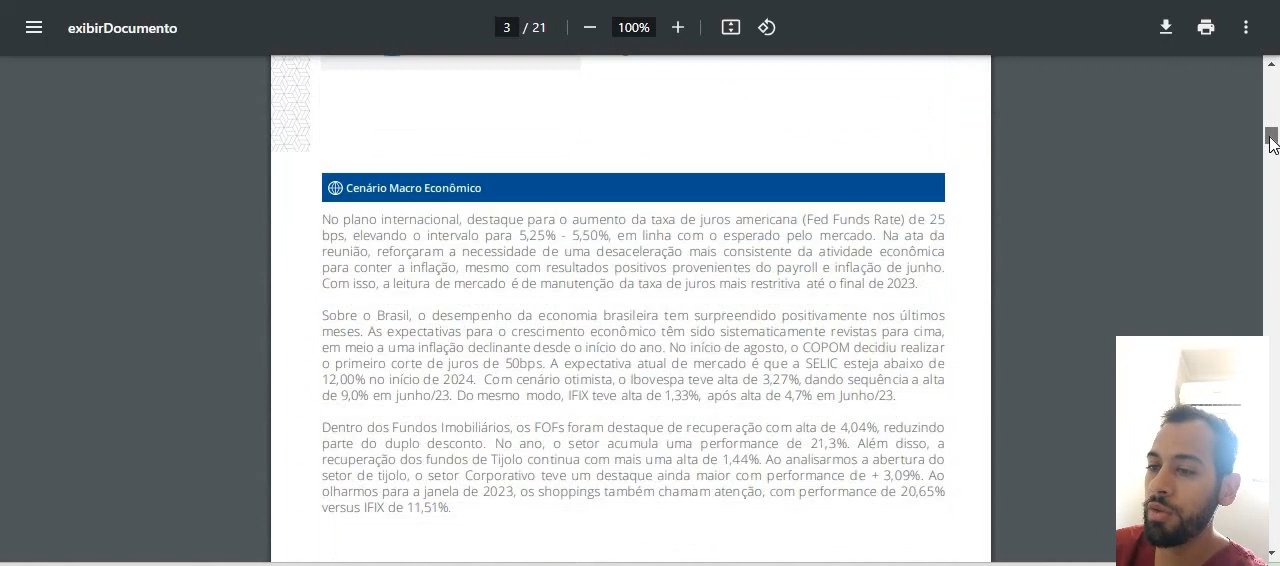 exibirDocumento
3 / 21
100%
Cenário Macro Econômico
No plano internacional, destaque para o aumento da taxa de juros americana (Fed Funds Rate) de 25
bps, elevando o intervalo para 5,25% - 5,50%, em linha com o esperado pelo mercado. Na ata da
reunião, reforçaram a necessidade de uma desaceleração mais consistente da atividade econômica
para conter a inflação, mesmo com resultados positivos provenientes do payroll e inflação de junho.
Com isso, a leitura de mercado é de manutenção da taxa de juros mais restritiva até o final de 2023.
Sobre o Brasil, o desempenho da economia brasileira tem surpreendido positivamente nos últimos
meses. As expectativas para o crescimento econômico têm sido sistematicamente revistas para cima,
em meio a uma inflação declinante desde o início do ano. No início de agosto, o COPOM decidiu realizar
o primeiro corte de juros de 50bps. A expectativa atual de mercado é que a SELIC esteja abaixo de
12,00% no início de 2024. Com cenário otimista, o Ibovespa teve alta de 3,27%, dando sequência a alta
de 9,0% em junho/23. Do mesmo modo, IFIX teve alta de 1,33%, após alta de 4,7% em Junho/23.
Dentro dos Fundos Imobiliários, os FOFs foram destaque de recuperação com alta de 4,04%, reduzindo
parte do duplo desconto. No ano, o setor acumula uma performance de 21,3%. Além disso, a
recuperação dos fundos de Tijolo continua com mais uma alta de 1,44%. Ao analisarmos a abertura do
setor de tijolo, o setor Corporativo teve um destaque ainda maior com performance de + 3,09%. Ao
olharmos para a janela de 2023, os shoppings também chamam atenção, com performance de 20,65%
versus IFIX de 11,51%.